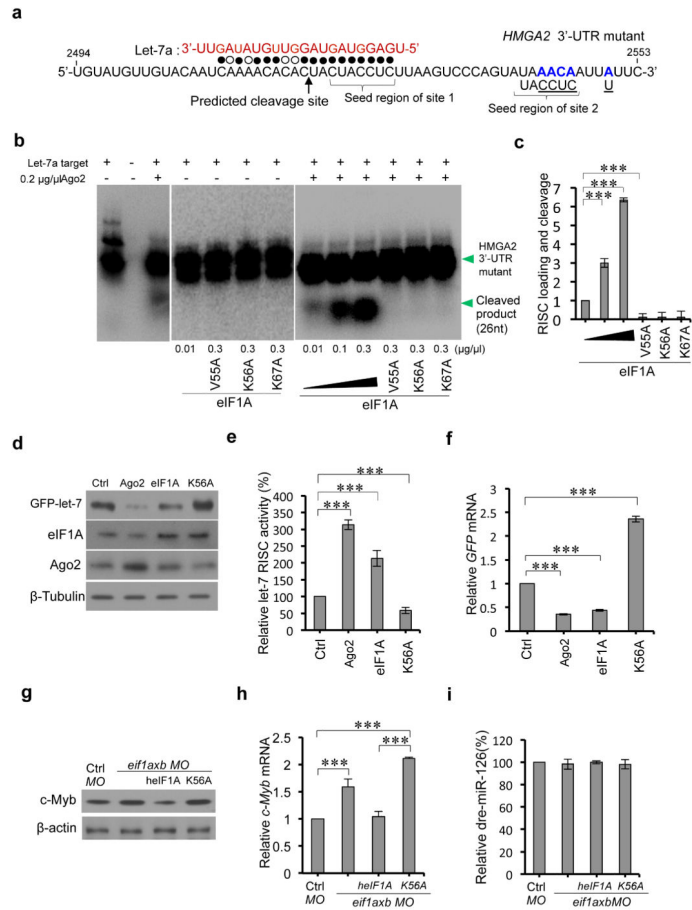 a
Let-7a : 3'-UUGAUAUGUUGGAUGAUGGAGU-5'
HMGA2 3'-UTR mutant
2494
2553
5'-UGUAUGUUGUACAAUCAAAACACACUACUACCUCUUAAGUCCCAGUAUAAACAAUUAUUC-3'
UACCUC U
Predicted cleavage site
Seed region of site 1
Seed region of site 2
b
Let-7a target + - + + + + + + + + + + +
0.2 µg/µlAgo2 - - + - - - - + + + + + +
HMGA2
3'-UTR
mutant
Cleaved
product
(26nt)
0.01 0.3 0.3 0.3 0.01 0.1 0.3 0.3 0.3 0.3 (µg/µl)
V55A K56A K67A V55A K56A K67A
eIF1A eIF1A
c
RISC loading and cleavage
7
6
5
4
3
2
1
0
***
***
***
V55A K56A K67A
eIF1A
d
Ctrl Ago2 eIF1A K56A
GFP-let-7
eIF1A
Ago2
β-Tubulin
e
Relative let-7 RISC activity (%)
400
350
300
250
200
150
100
50
0
***
***
***
Ctrl Ago2 eIF1A K56A
f
Relative GFP mRNA
3
2.5
2
1.5
1
0.5
0
***
***
***
Ctrl Ago2 eIF1A K56A
g
Ctrl
MO
eif1axb MO
heIF1A K56A
c-Myb
β-actin
h
Relative c-Myb mRNA
2.5
2
1.5
1
0.5
0
***
*** ***
Ctrl
MO
heIF1A K56A
eif1axb MO
i
Relative dre-miR-126(%)
120
100
80
60
40
20
0
Ctrl
MO
heIF1A K56A
eif1axbMO